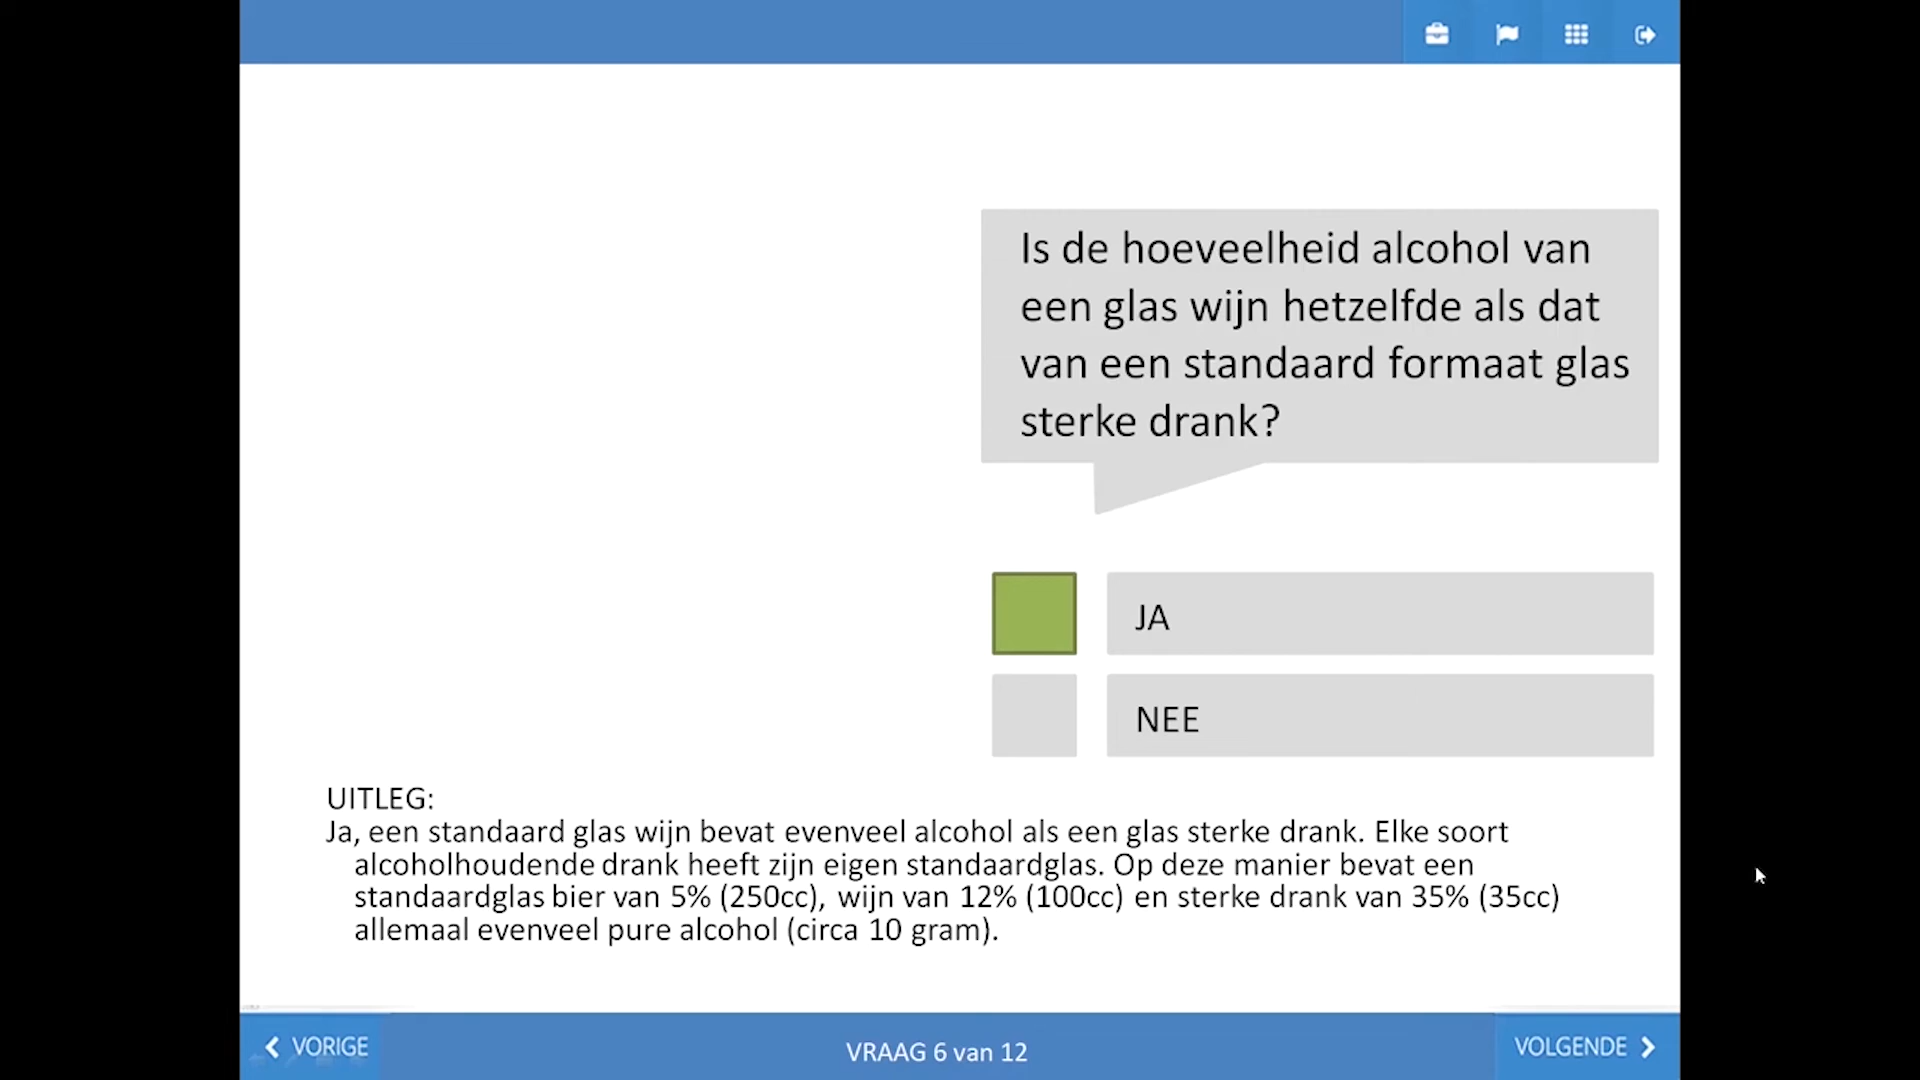 Is de hoeveelheid alcohol van
een glas wijn hetzelfde als dat
van een standaard formaat glas
sterke drank?
JA
NEE
UITLEG:
Ja, een standaard glas wijn bevat evenveel alcohol als een glas sterke drank. Elke soort
alcoholhoudende drank heeft zijn eigen standaardglas. Op deze manier bevat een
standaardglas bier van 5% (250cc), wijn van 12% (100cc) en sterke drank van 35% (35cc)
allemaal evenveel pure alcohol (circa 10 gram).
VORIGE
VRAAG 6 van 12
VOLGENDE